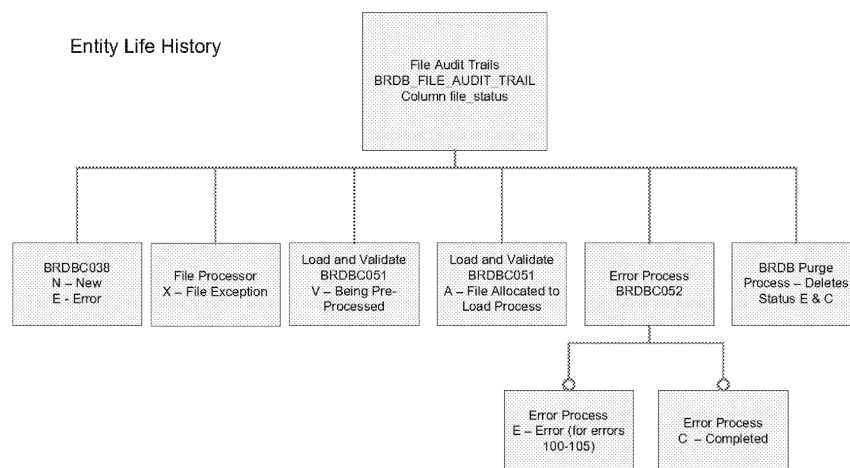 Entity Life History
File Audit Trails
BRDB_FILE_AUDIT_TRAIL
Column file_status
BRDBC038
N – New
E - Error
File Processor
X – File Exception
Load and Validate
BRDBC051
V – Being Pre-
Processed
Load and Validate
BRDBC051
A – File Allocated to
Load Process
Error Process
BRDBC052
BRDB Purge
Process – Deletes
Status E & C
Error Process
E – Error (for errors
100-105)
Error Process
C – Completed